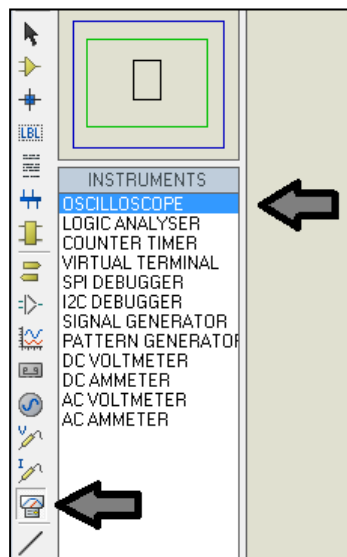 LBL
INSTRUMENTS
OSCILLOSCOPE
LOGIC ANALYSER
COUNTER TIMER
VIRTUAL TERMINAL
SPI DEBUGGER
I2C DEBUGGER
SIGNAL GENERATOR
PATTERN GENERATOR
DC VOLTMETER
DC AMMETER
AC VOLTMETER
AC AMMETER
V
I